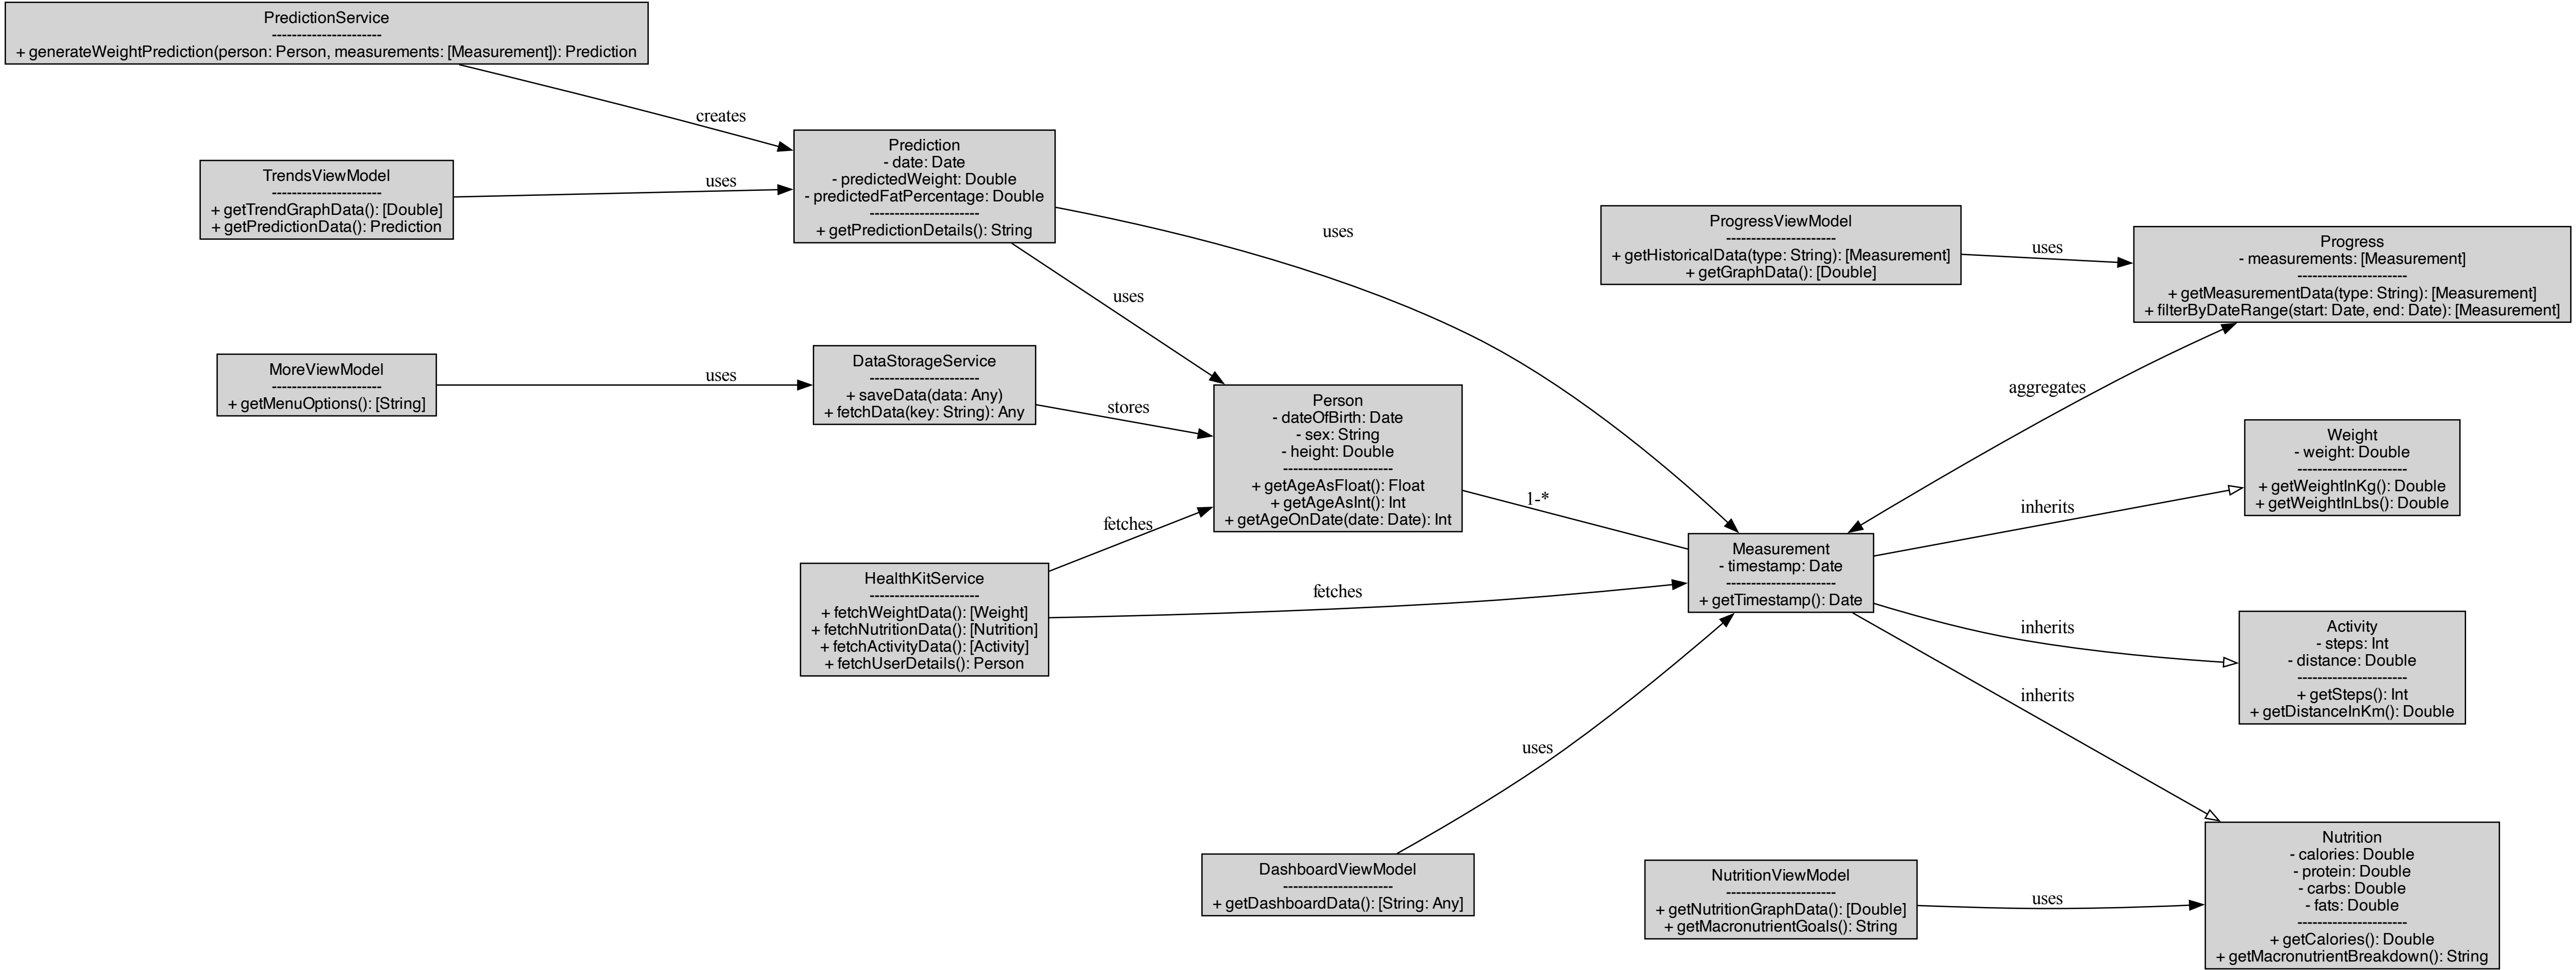 PredictionService
----------------------
+ generateWeightPrediction(person: Person, measurements: [Measurement]): Prediction
creates
TrendsViewModel
----------------------
+ getTrendGraphData(): [Double]
+ getPredictionData(): Prediction
uses
Prediction
- date: Date
- predictedWeight: Double
- predictedFatPercentage: Double
----------------------
+ getPredictionDetails(): String
uses
uses
ProgressViewModel
----------------------
+ getHistoricalData(type: String): [Measurement]
+ getGraphData(): [Double]
uses
Progress
- measurements: [Measurement]
----------------------
+ getMeasurementData(type: String): [Measurement]
+ filterByDateRange(start: Date, end: Date): [Measurement]
aggregates
MoreViewModel
----------------------
+ getMenuOptions(): [String]
uses
DataStorageService
----------------------
+ saveData(data: Any)
+ fetchData(key: String): Any
stores
Person
- dateOfBirth: Date
- sex: String
- height: Double
----------------------
+ getAgeAsFloat(): Float
+ getAgeAsInt(): Int
+ getAgeOnDate(date: Date): Int
1-*
fetches
HealthKitService
----------------------
+ fetchWeightData(): [Weight]
+ fetchNutritionData(): [Nutrition]
+ fetchActivityData(): [Activity]
+ fetchUserDetails(): Person
fetches
Measurement
- timestamp: Date
----------------------
+ getTimestamp(): Date
inherits
Weight
- weight: Double
----------------------
+ getWeightInKg(): Double
+ getWeightInLbs(): Double
inherits
Activity
- steps: Int
- distance: Double
----------------------
+ getSteps(): Int
+ getDistanceInKm(): Double
inherits
uses
DashboardViewModel
----------------------
+ getDashboardData(): [String: Any]
NutritionViewModel
----------------------
+ getNutritionGraphData(): [Double]
+ getMacronutrientGoals(): String
uses
Nutrition
- calories: Double
- protein: Double
- carbs: Double
- fats: Double
----------------------
+ getCalories(): Double
+ getMacronutrientBreakdown(): String